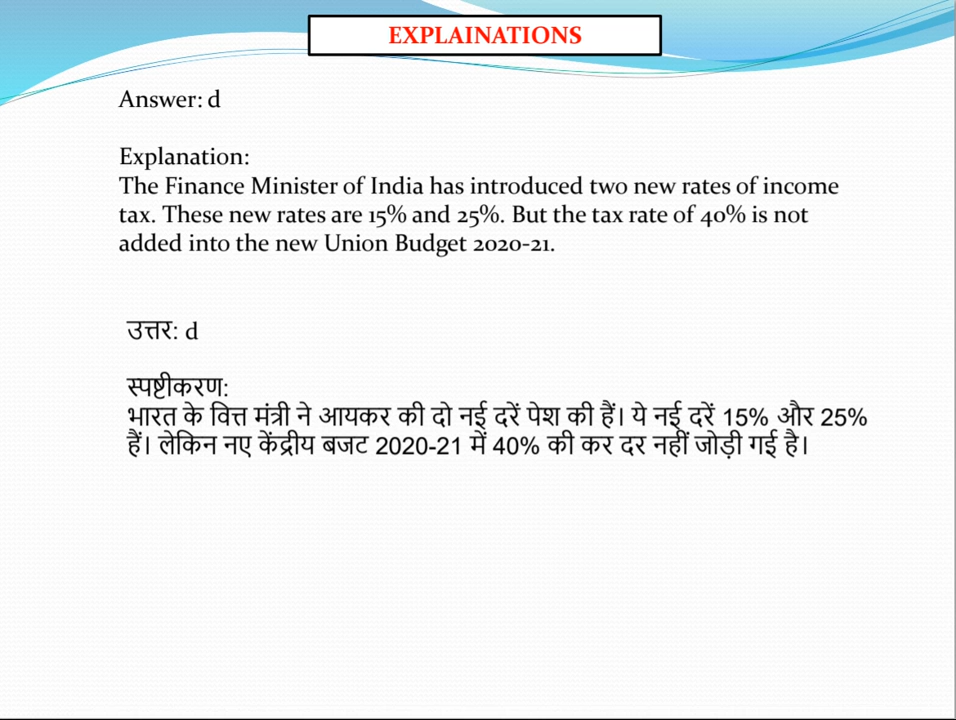 EXPLAINATIONS
Answer: d
Explanation:
The Finance Minister of India has introduced two new rates of income
tax. These new rates are 15% and 25%. But the tax rate of 40% is not
added into the new Union Budget 2020-21.
उत्तर: d
स्पष्टीकरण:
भारत के वित्त मंत्री ने आयकर की दो नई दरें पेश की हैं। ये नई दरें 15% और 25%
हैं। लेकिन नए केंद्रीय बजट 2020-21 में 40% की कर दर नहीं जोड़ी गई है।